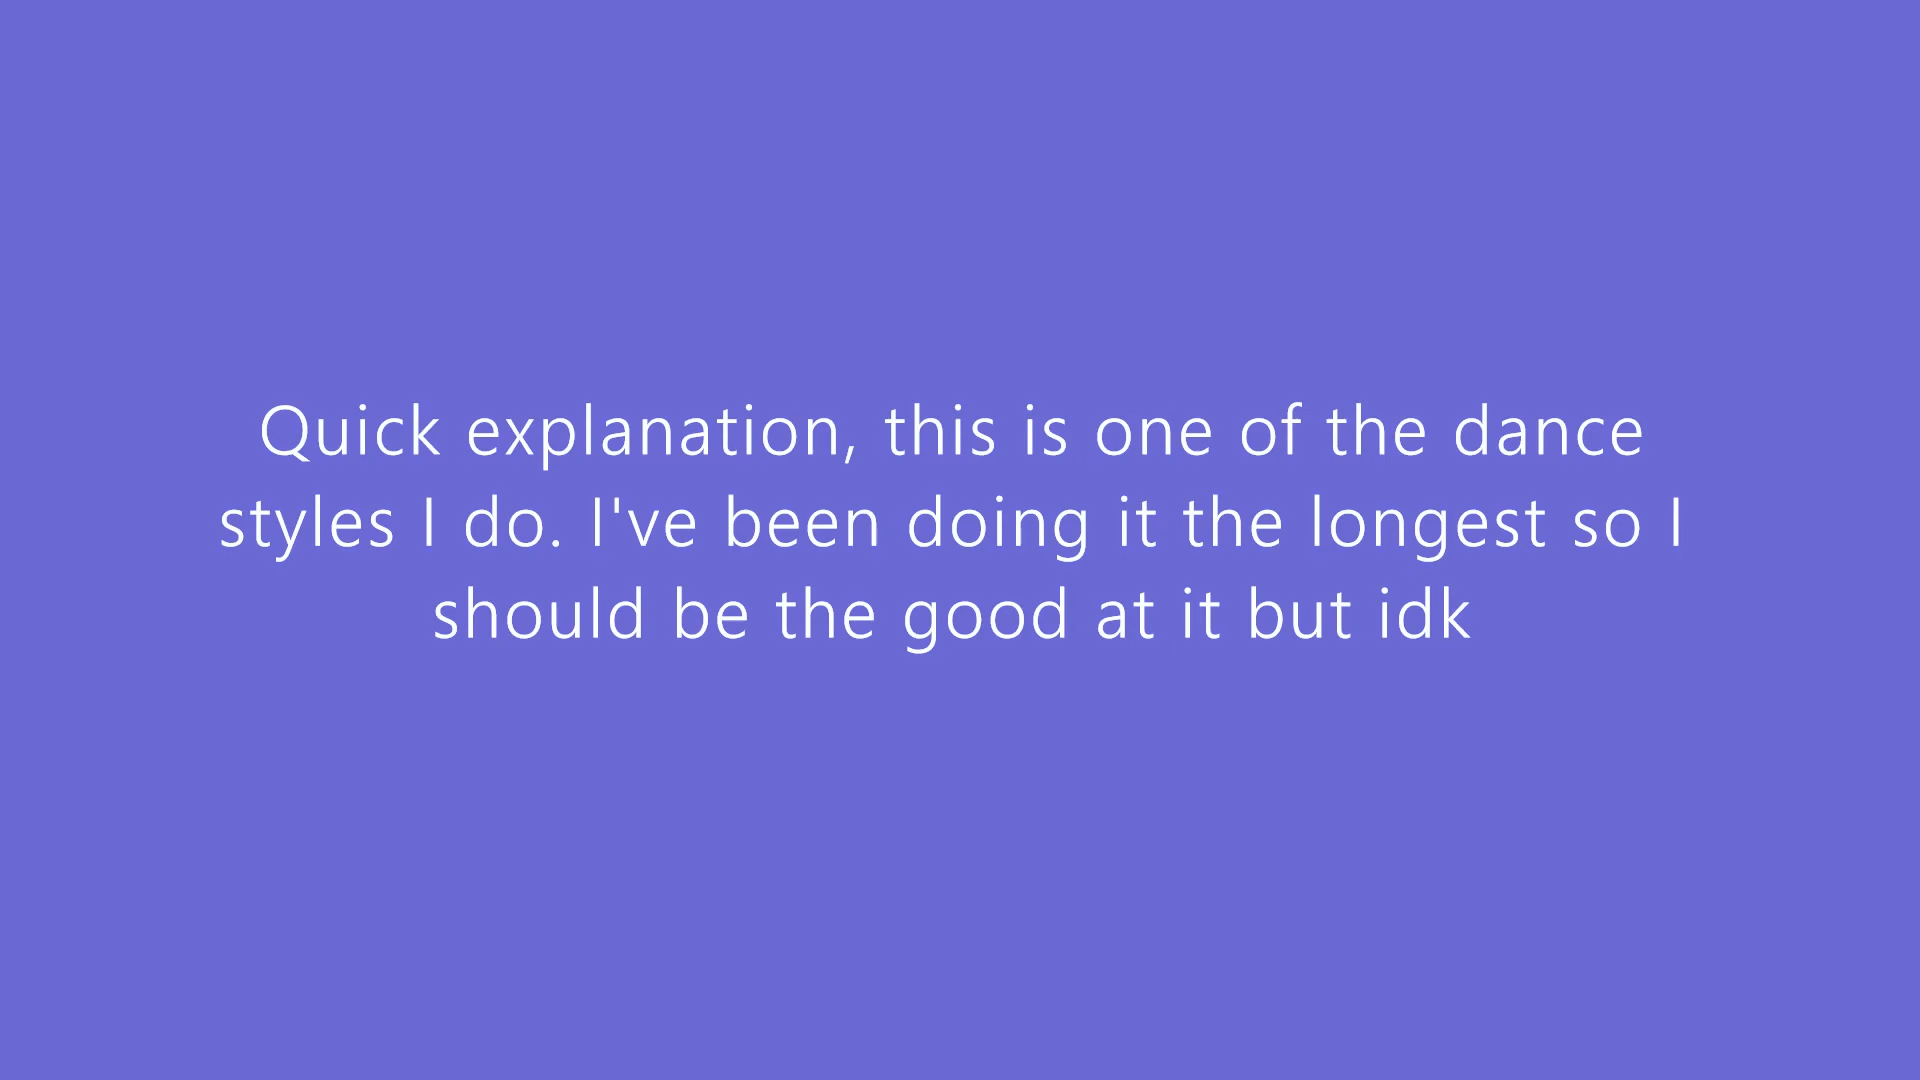 Quick explanation, this is one of the dance
styles I do. I've been doing it the longest so I
should be the good at it but idk